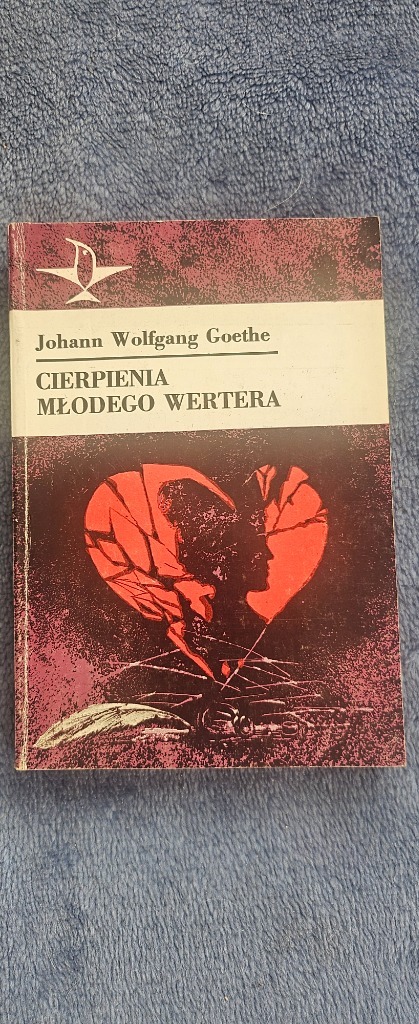 Johann Wolfgang Goethe
CIERPIENIA
MŁODEGO WERTERA